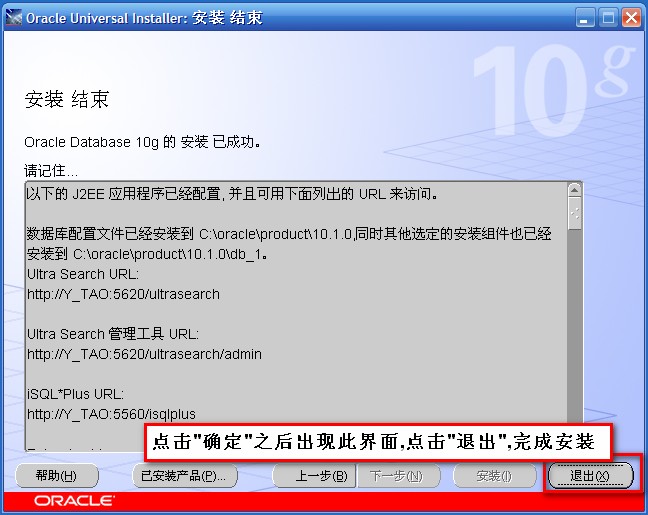 Oracle Universal Installer: 安装 结束
10g
安装 结束
Oracle Database 10g 的 安装 已成功。
请记住...
以下的 J2EE 应用程序已经配置, 并且可用下面列出的 URL 来访问。
数据库配置文件已经安装到 C:\oracle\product\10.1.0,同时其他选定的安装组件也已经
安装到 C:\oracle\product\10.1.0\db_1。
Ultra Search URL:
http://Y_TAO:5620/ultrasearch
Ultra Search 管理工具 URL:
http://Y_TAO:5620/ultrasearch/admin
iSQL*Plus URL:
http://Y_TAO:5560/isqlplus
点击"确定"之后出现此界面,点击"退出",完成安装
帮助(H) 已安装产品(P)... 上一步(B) 下一步(N) 安装(I) 退出(X)
ORACLE